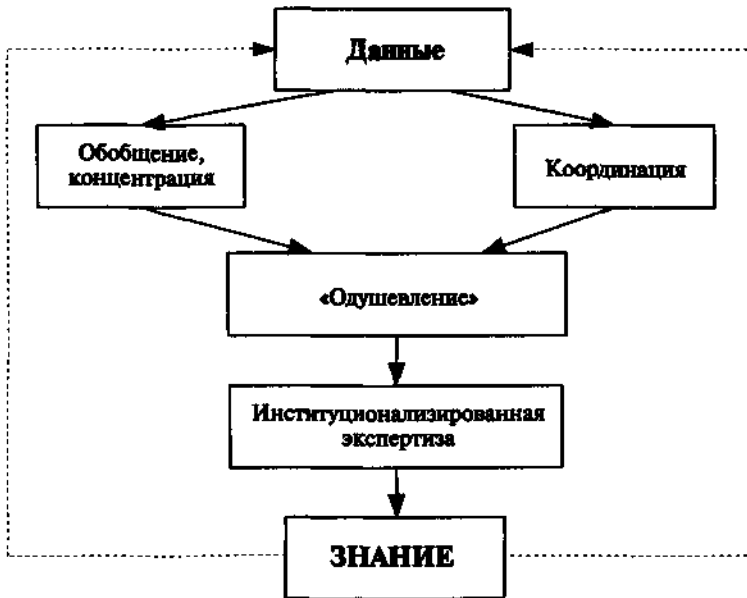 Данные
Обобщение,
концентрация
Координация
«Одушевление»
Институционализированная
экспертиза
ЗНАНИЕ